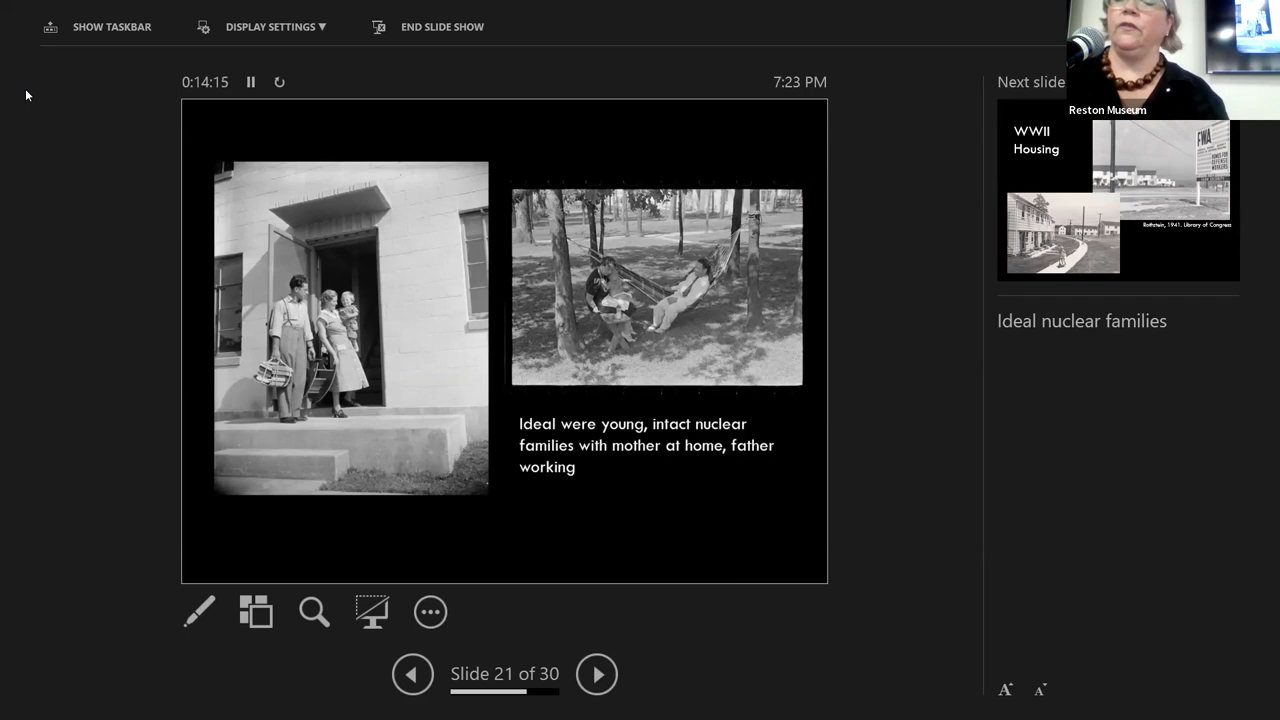 SHOW TASKBAR
DISPLAY SETTINGS ▼
END SLIDE SHOW
0:14:15
7:23 PM
Next slide
Reston Museum
WWII
Housing
FWA
Rothstein, 1941. Library of Congress
Ideal were young, intact nuclear
families with mother at home, father
working
Ideal nuclear families
Slide 21 of 30
A
A